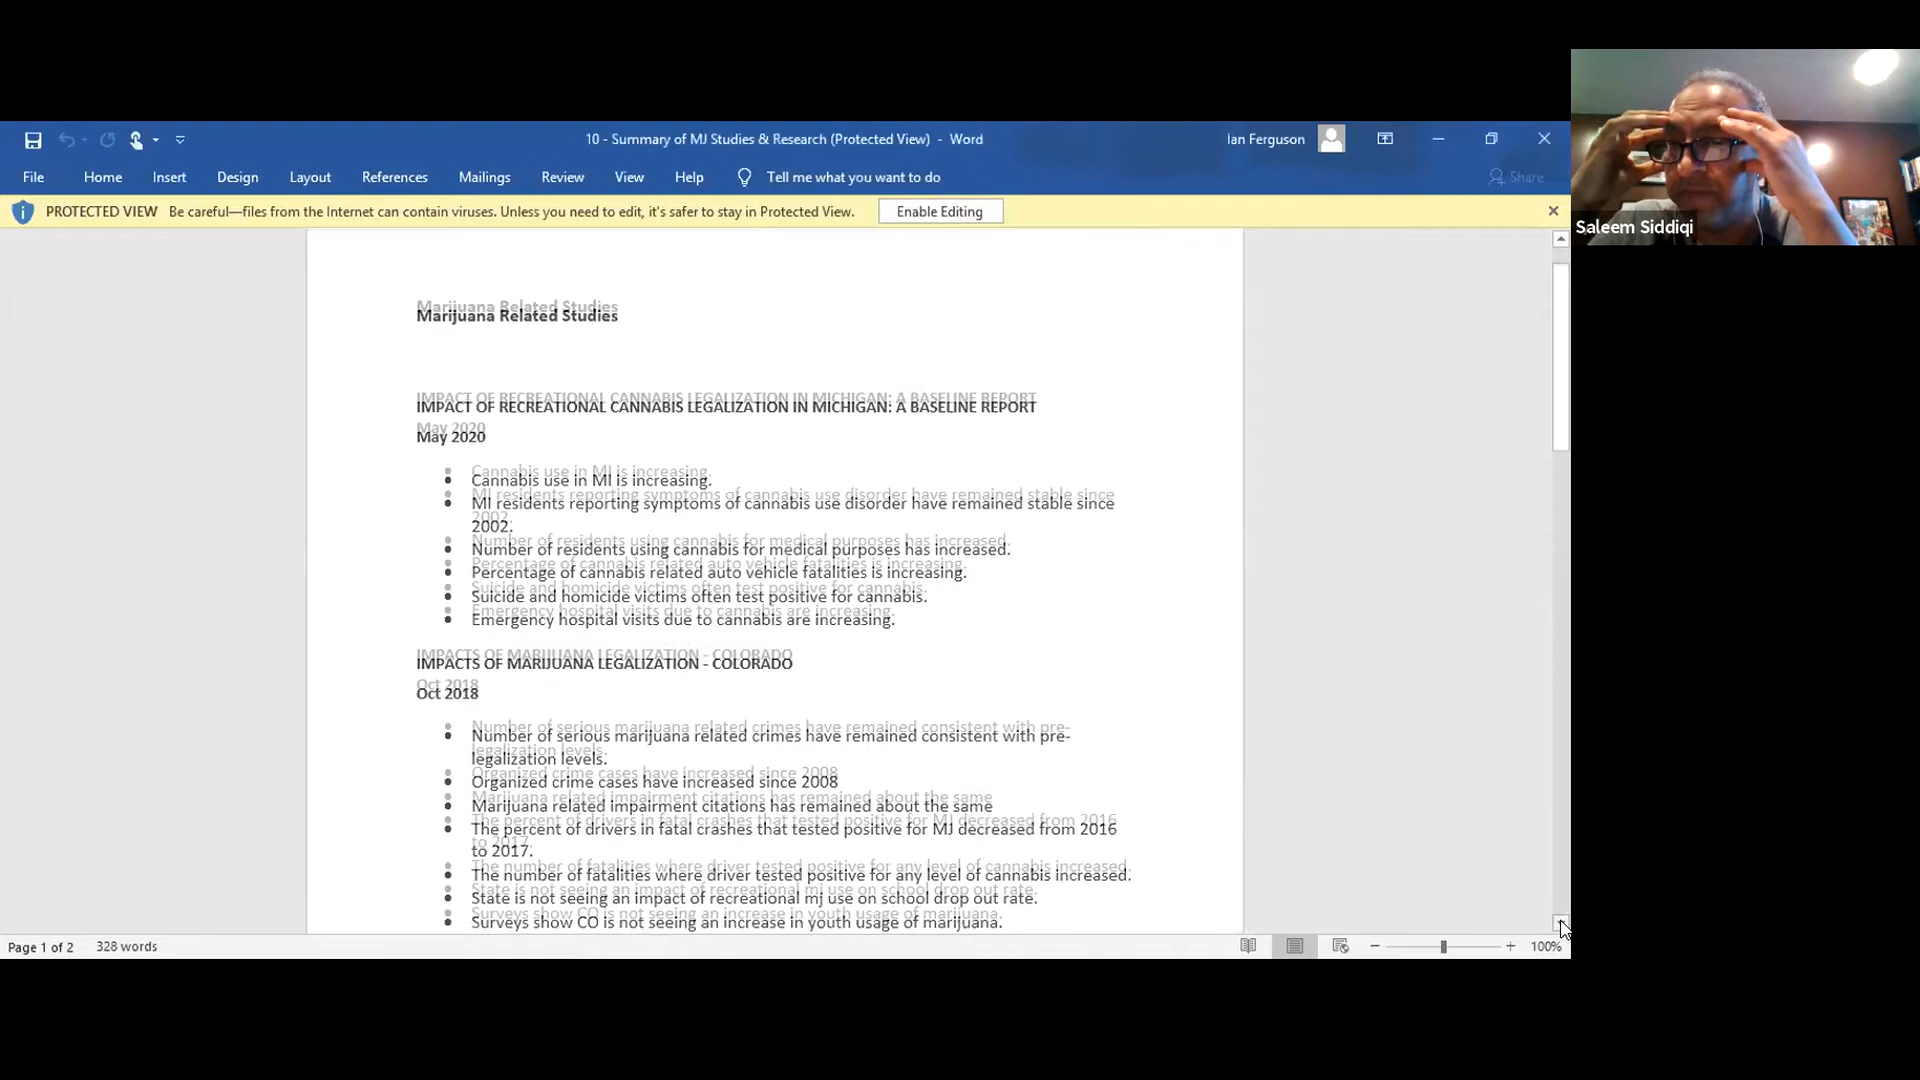 10 - Summary of MJ Studies & Research (Protected View) - Word
Ian Ferguson
File Home Insert Design Layout References Mailings Review View Help Tell me what you want to do Share
PROTECTED VIEW Be careful—files from the Internet can contain viruses. Unless you need to edit, it's safer to stay in Protected View. Enable Editing
Saleem Siddiqi
Marijuana Related Studies
IMPACT OF RECREATIONAL CANNABIS LEGALIZATION IN MICHIGAN: A BASELINE REPORT
May 2020
• Cannabis use in MI is increasing.
• MI residents reporting symptoms of cannabis use disorder have remained stable since
2002.
• Number of residents using cannabis for medical purposes has increased.
• Percentage of cannabis related auto vehicle fatalities is increasing.
• Suicide and homicide victims often test positive for cannabis.
• Emergency hospital visits due to cannabis are increasing.
IMPACTS OF MARIJUANA LEGALIZATION - COLORADO
Oct 2018
• Number of serious marijuana related crimes have remained consistent with pre-
legalization levels.
• Organized crime cases have increased since 2008
• Marijuana related impairment citations has remained about the same
• The percent of drivers in fatal crashes that tested positive for MJ decreased from 2016
to 2017.
• The number of fatalities where driver tested positive for any level of cannabis increased.
• State is not seeing an impact of recreational mj use on school drop out rate.
• Surveys show CO is not seeing an increase in youth usage of marijuana.
Page 1 of 2 328 words 100%